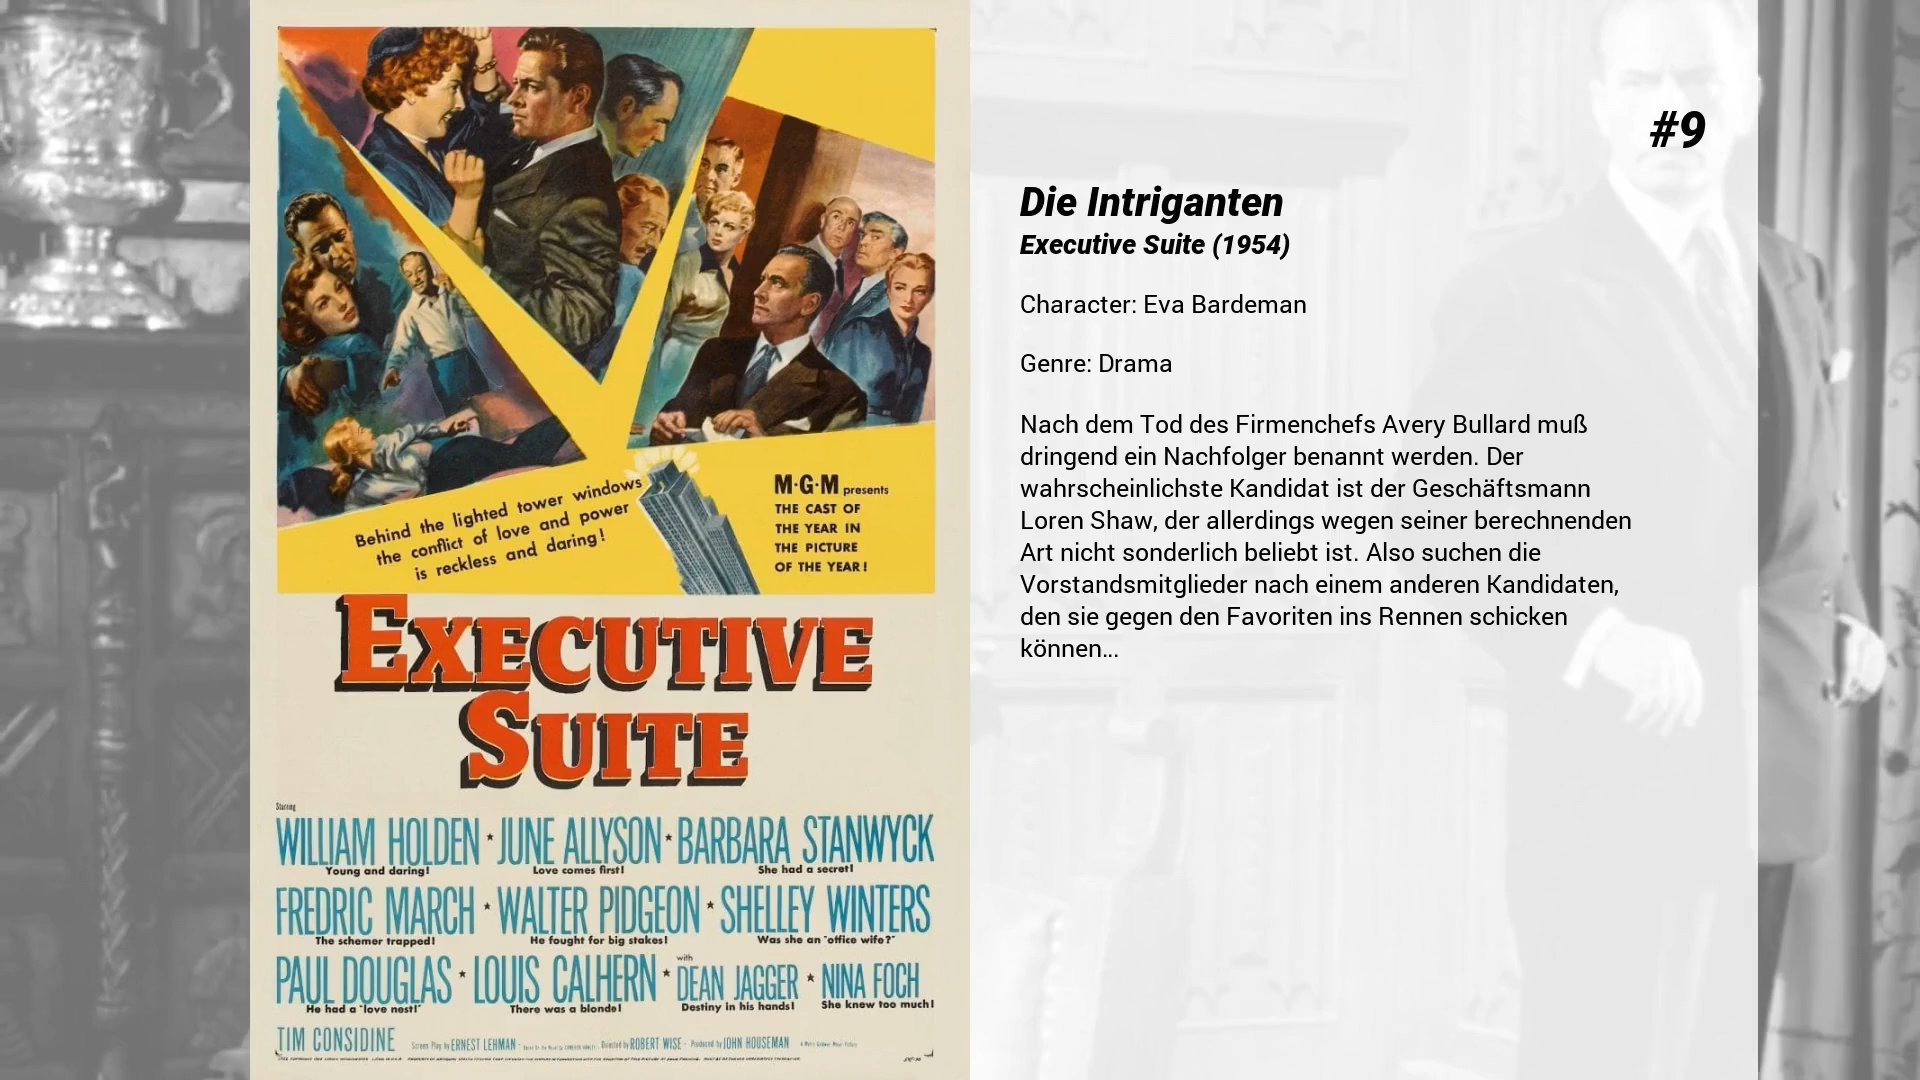 Behind the lighted tower windows
the conflict of love and power
is reckless and daring!
M·G·M presents
THE CAST OF
THE YEAR IN
THE PICTURE
OF THE YEAR!
EXECUTIVE
SUITE
Starring
WILLIAM HOLDEN ★ JUNE ALLYSON ★ BARBARA STANWYCK
Young and daring! Love comes first! She had a secret!
FREDRIC MARCH ★ WALTER PIDGEON ★ SHELLEY WINTERS
The schemer trapped! He fought for big stakes! Was she an "office wife?"
PAUL DOUGLAS ★ LOUIS CALHERN ★ with DEAN JAGGER ★ NINA FOCH
He had a "love nest!" There was a blonde! Destiny in his hands! She knew too much!
TIM CONSIDINE Screen Play by ERNEST LEHMAN · Directed by ROBERT WISE · Produced by JOHN HOUSEMAN
#9
Die Intriganten
Executive Suite (1954)
Character: Eva Bardeman
Genre: Drama
Nach dem Tod des Firmenchefs Avery Bullard muß
dringend ein Nachfolger benannt werden. Der
wahrscheinlichste Kandidat ist der Geschäftsmann
Loren Shaw, der allerdings wegen seiner berechnenden
Art nicht sonderlich beliebt ist. Also suchen die
Vorstandsmitglieder nach einem anderen Kandidaten,
den sie gegen den Favoriten ins Rennen schicken
können...